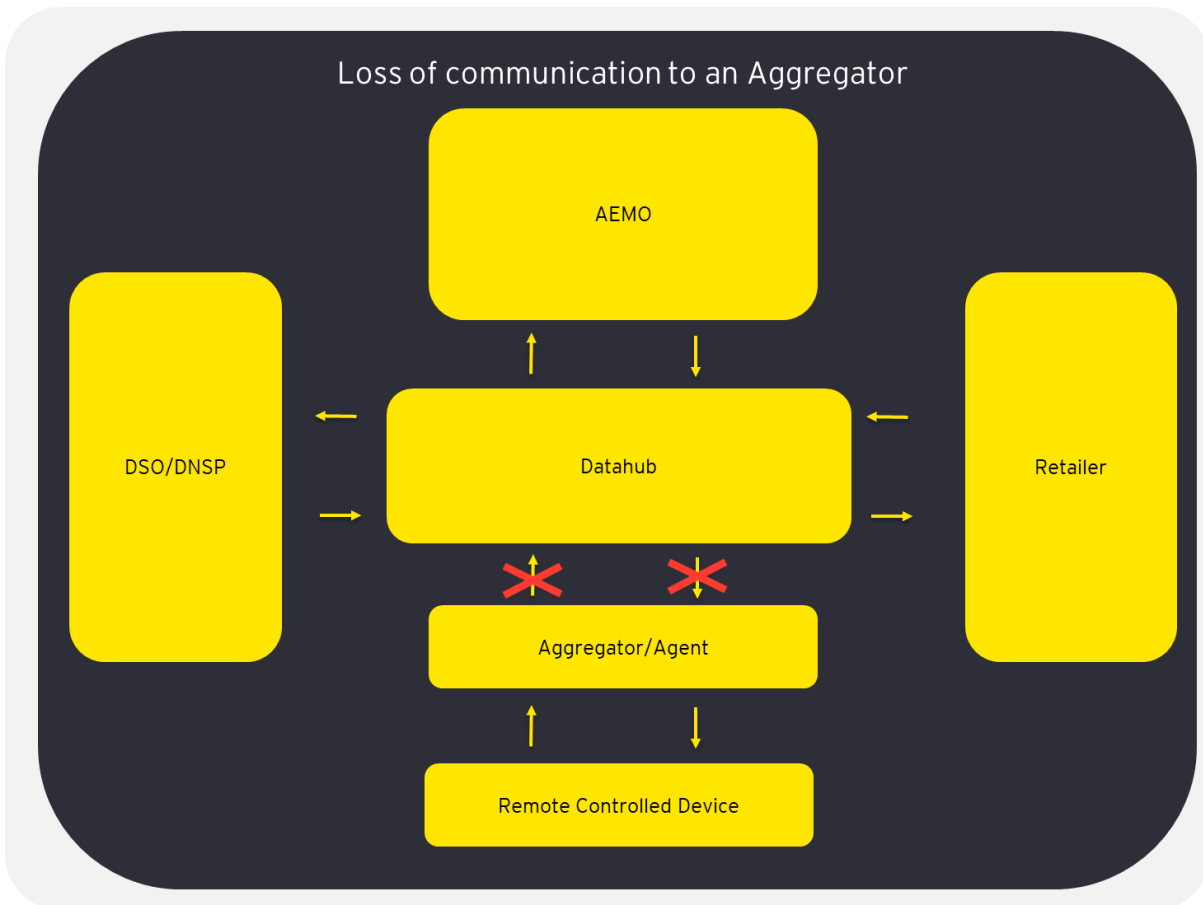 Loss of communication to an Aggregator
AEMO
DSO/DNSP
Datahub
Retailer
Aggregator/Agent
Remote Controlled Device